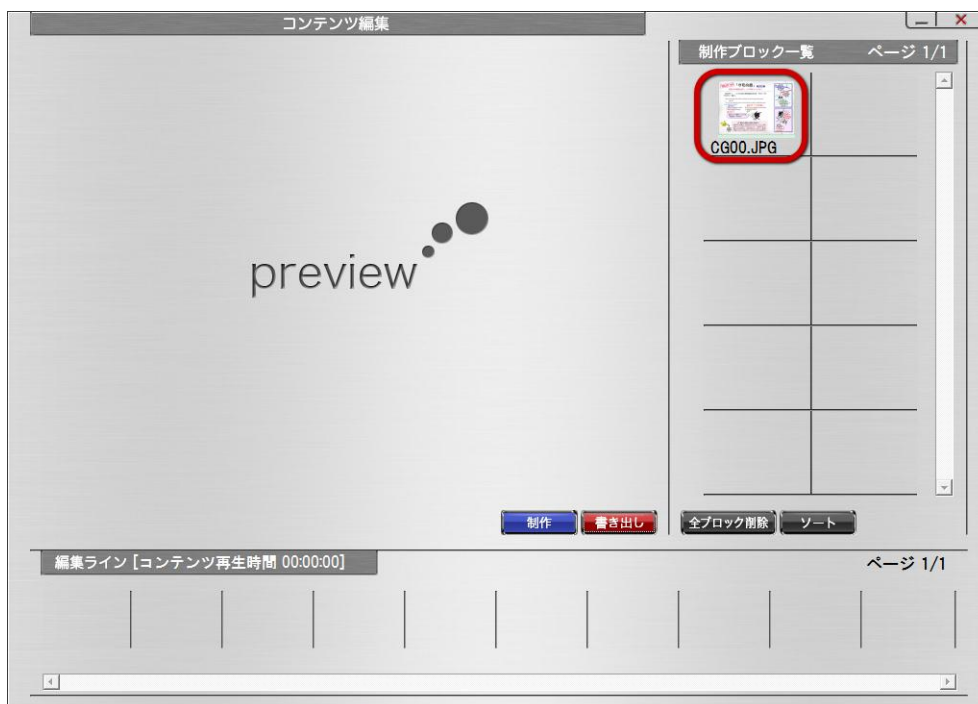 コンテンツ編集
制作ブロック一覧 ページ 1/1
CG00.JPG
preview
制作 書き出し 全ブロック削除 ソート
編集ライン [コンテンツ再生時間 00:00:00] ページ 1/1